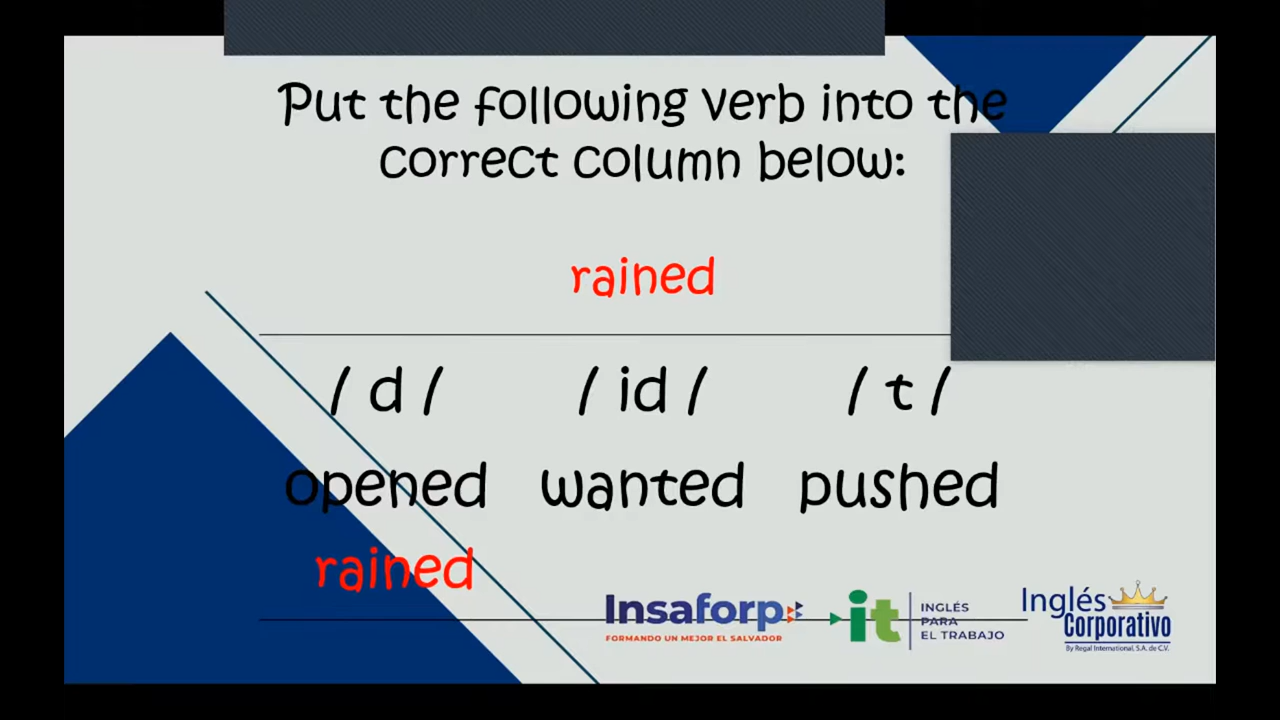 Put the following verb into the
correct column below:
rained
/ d / / id / / t /
opened wanted pushed
rained
Insaforp
FORMANDO UN MEJOR EL SALVADOR
it
INGLÉS
PARA
EL TRABAJO
Inglés
Corporativo
By Regal International, S.A. de C.V.